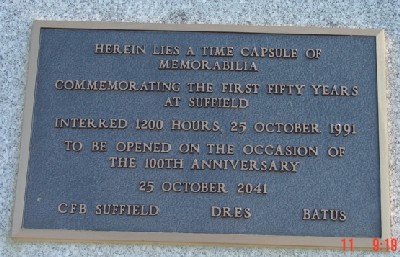 HEREIN LIES A TIME CAPSULE OF
MEMORABILIA
COMMEMORATING THE FIRST FIFTY YEARS
AT SUFFIELD
INTERRED 1200 HOURS, 25 OCTOBER 1991
TO BE OPENED ON THE OCCASION OF
THE 100TH ANNIVERSARY
25 OCTOBER 2041
CFB SUFFIELD DRES BATUS
11 9:18